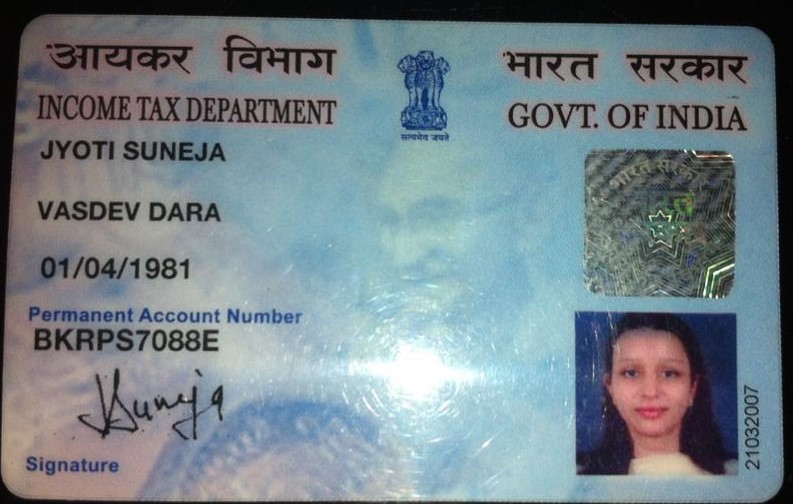 आयकर विभाग
भारत सरकार
INCOME TAX DEPARTMENT
GOVT. OF INDIA
सत्यमेव जयते
JYOTI SUNEJA
VASDEV DARA
01/04/1981
Permanent Account Number
BKRPS7088E
JSuneja
Signature
भारत सरकार
21032007